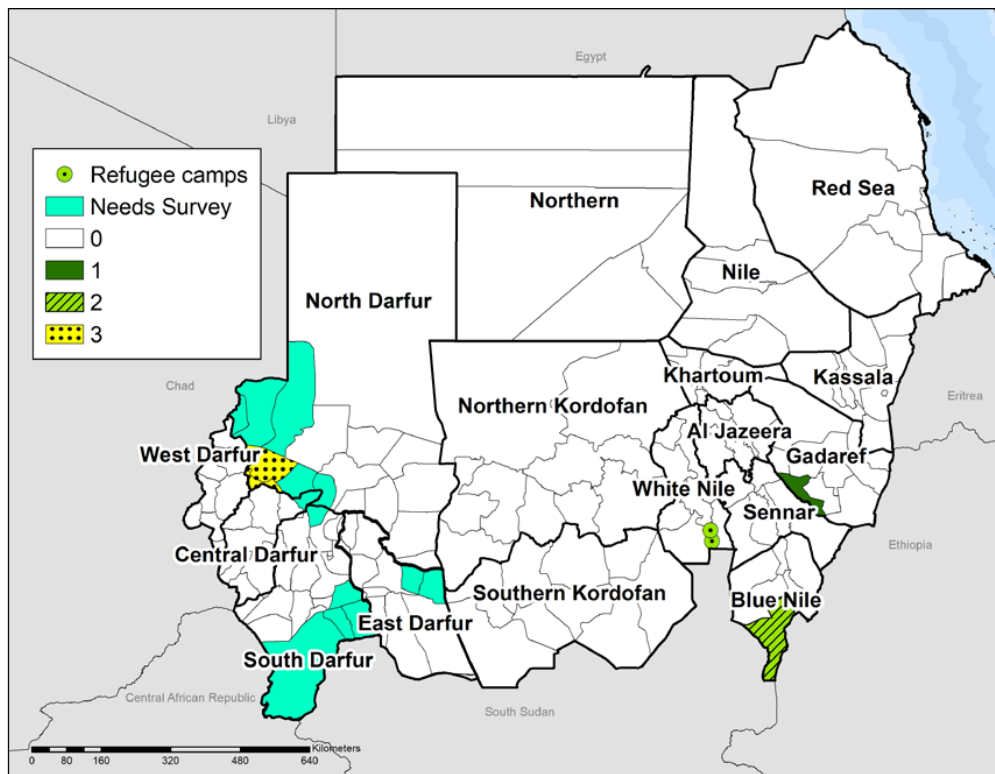 Egypt
Libya
Refugee camps
Needs Survey
0
1
2
3
Red Sea
Northern
Nile
North Darfur
Chad
Khartoum
Kassala
Eritrea
Northern Kordofan
Al Jazeera
West Darfur
Gadaref
White Nile
Sennar
Ethiopia
Central Darfur
Southern Kordofan
Blue Nile
East Darfur
South Darfur
Central African Republic
South Sudan
Kilometers
0 80 160 320 480 640